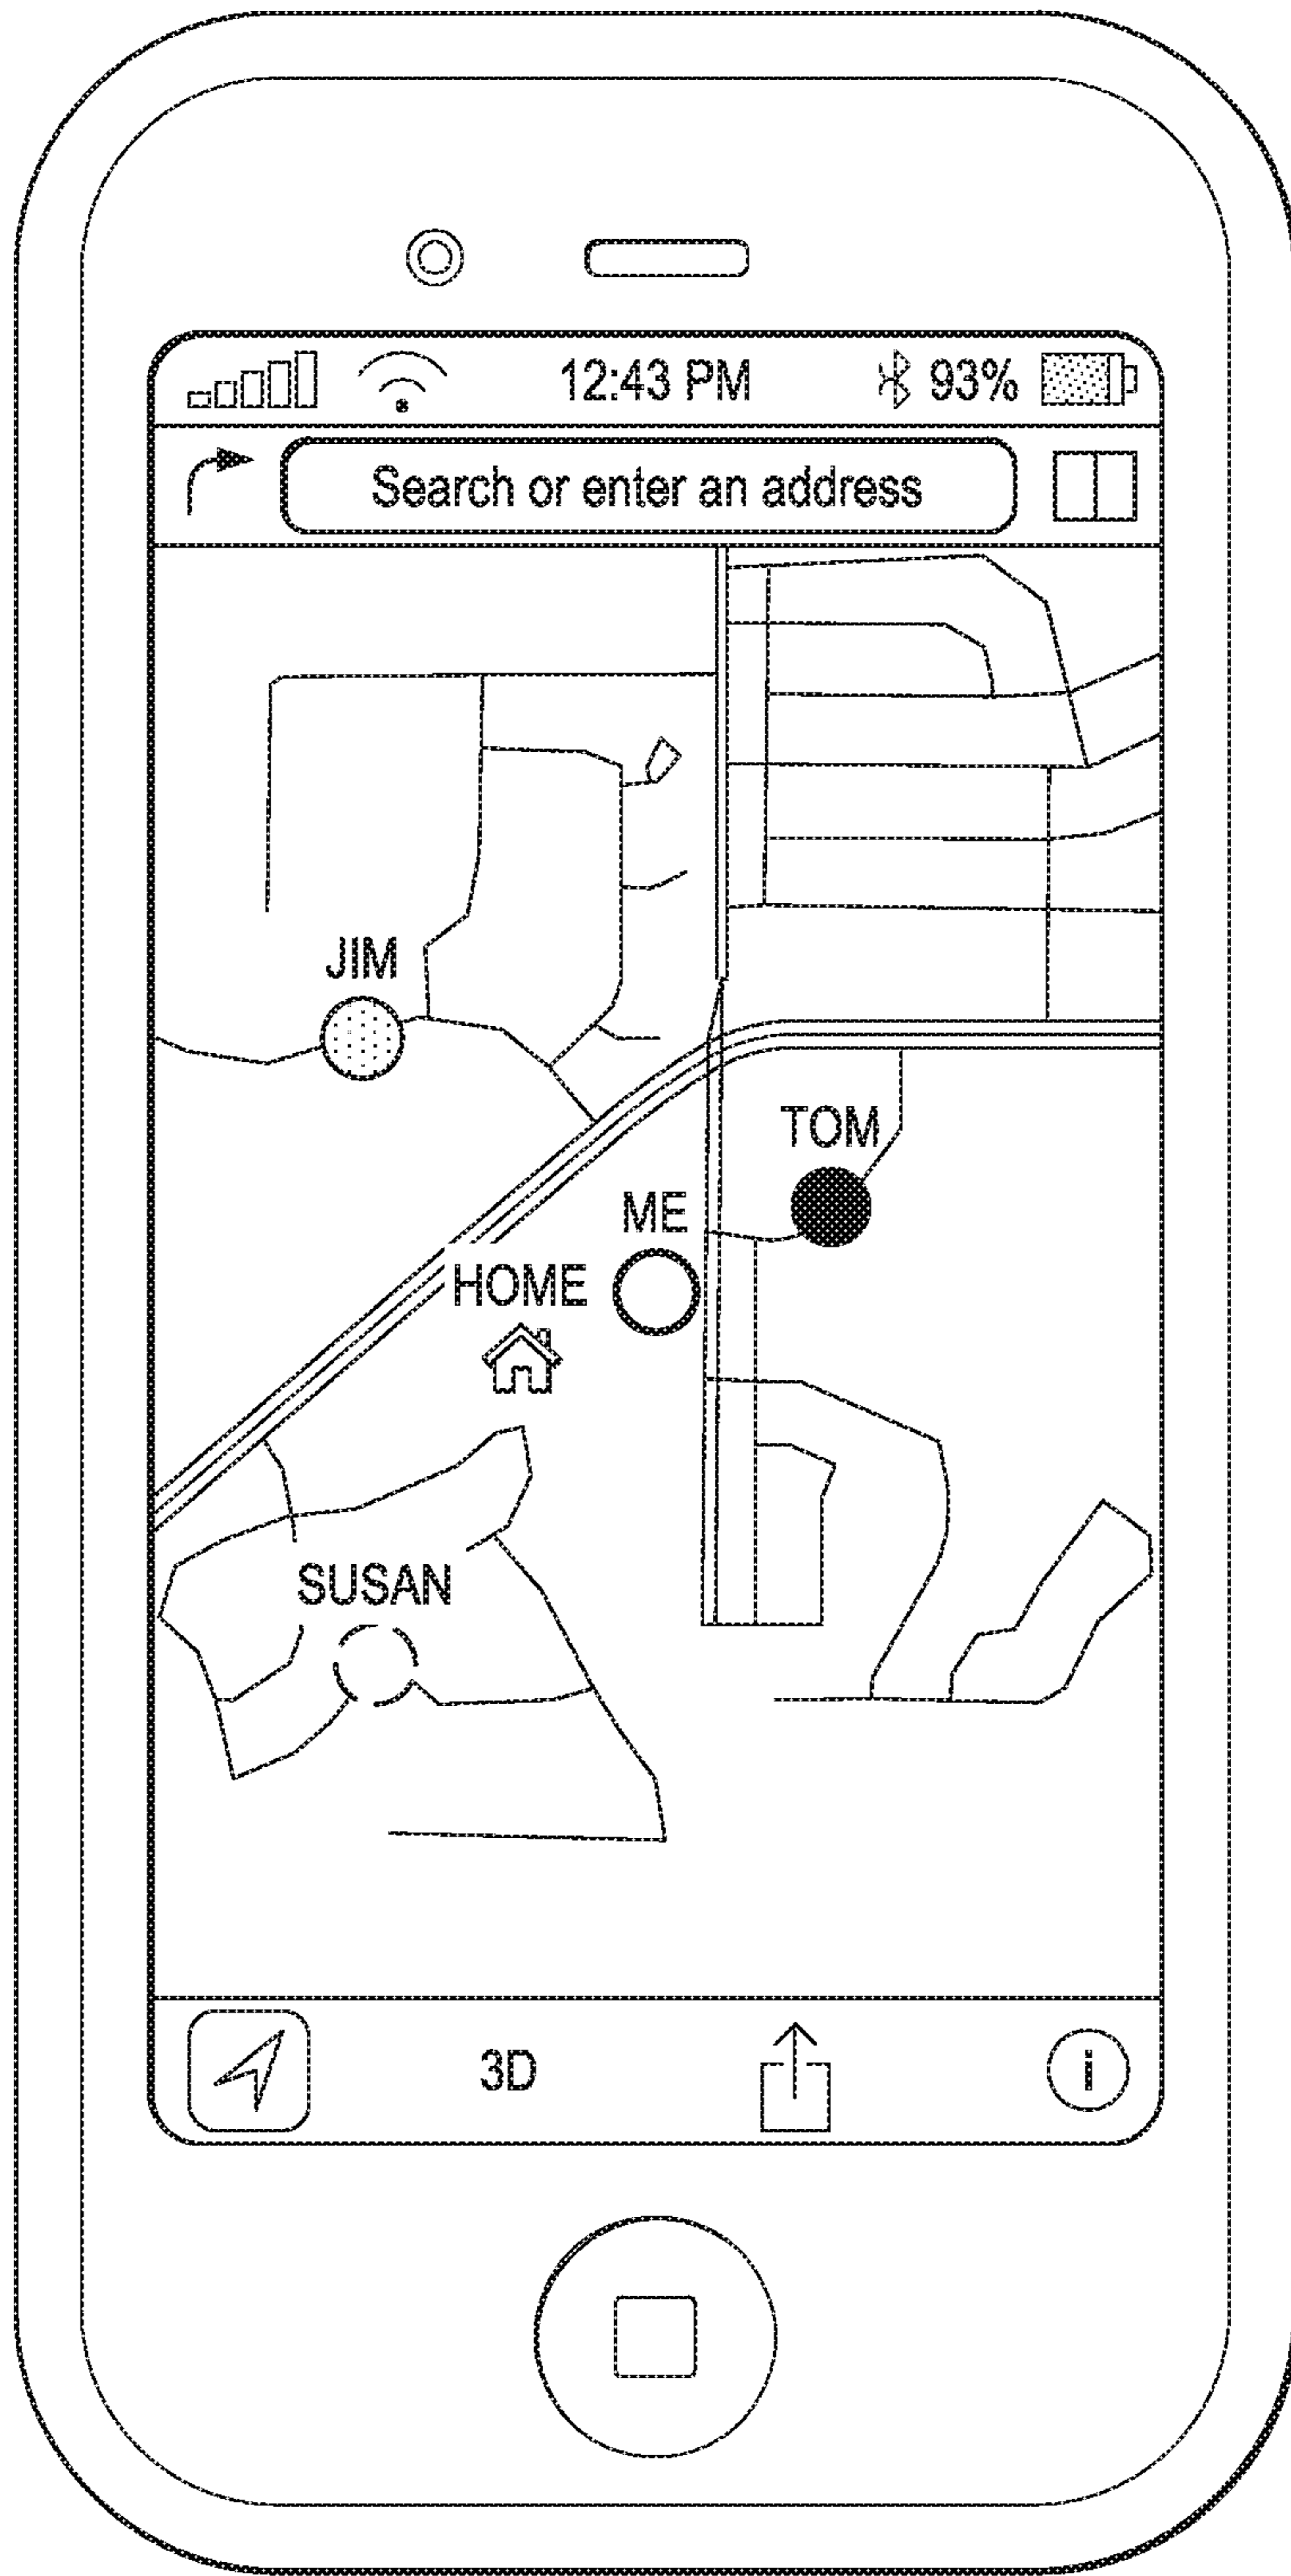 12:43 PM 93%
Search or enter an address
JIM
TOM
ME
HOME
SUSAN
3D
i